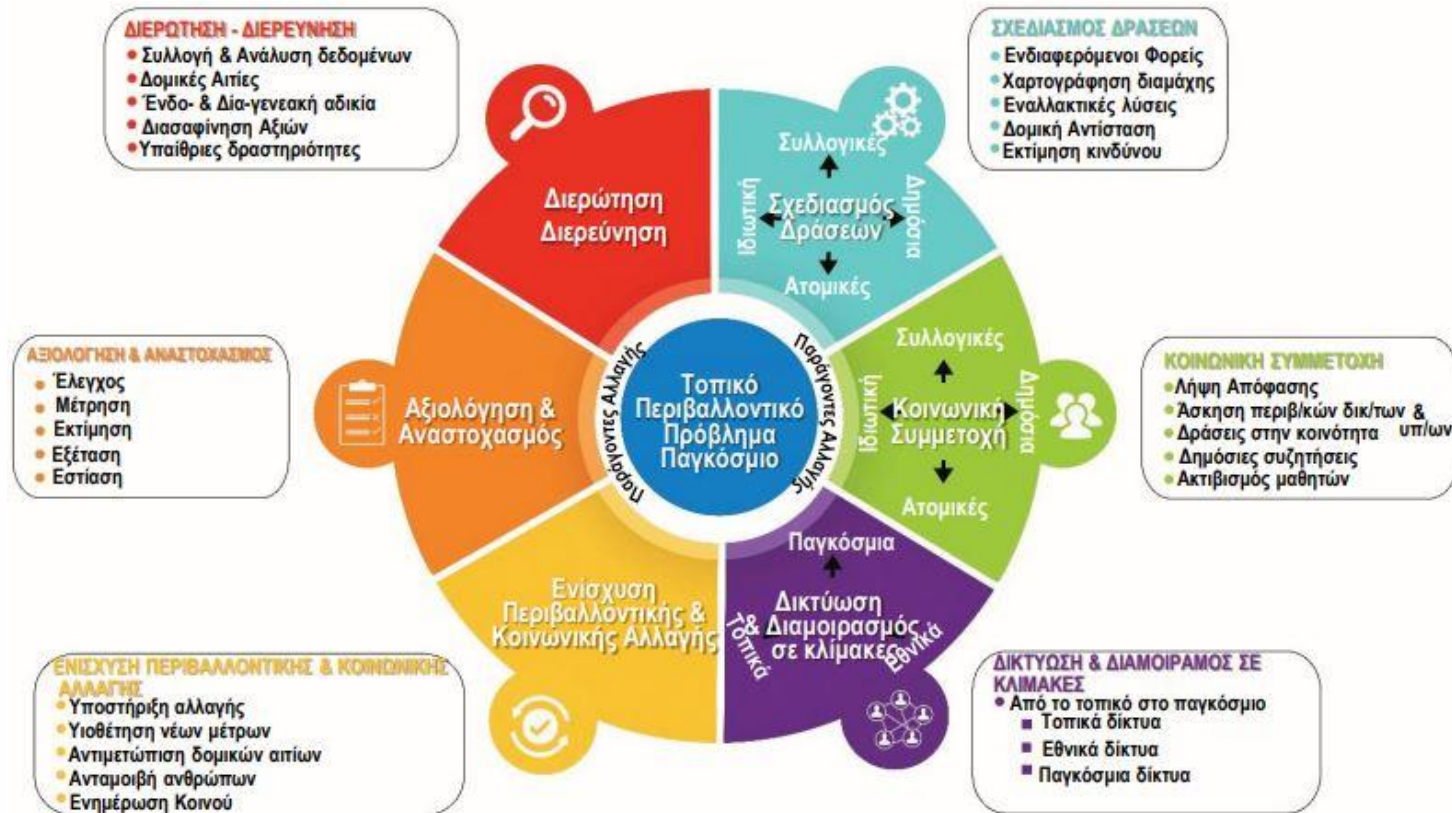 ΔΙΕΡΩΤΗΣΗ - ΔΙΕΡΕΥΝΗΣΗ
• Συλλογή & Ανάλυση δεδομένων
• Δομικές Αιτίες
• Ένδο- & Δία-γενεακή αδικία
• Διασαφίνηση Αξιών
• Υπαίθριες δραστηριότητες
ΣΧΕΔΙΑΣΜΟΣ ΔΡΑΣΕΩΝ
• Ενδιαφερόμενοι Φορείς
• Χαρτογράφηση διαμάχης
• Εναλλακτικές λύσεις
• Δομική Αντίσταση
• Εκτίμηση κινδύνου
Διερώτηση
Διερεύνηση
Συλλογικές
Ιδιωτική
Σχεδιασμός
Δράσεων
Δημόσια
Ατομικές
ΑΞΙΟΛΟΓΗΣΗ & ΑΝΑΣΤΟΧΑΣΜΟΣ
• Έλεγχος
• Μέτρηση
• Εκτίμηση
• Εξέταση
• Εστίαση
Αξιολόγηση &
Αναστοχασμός
Παράγοντες Αλλαγής
Τοπικό
Περιβαλλοντικό
Πρόβλημα
Παγκόσμιο
Παράγοντες Αλλαγής
Συλλογικές
Ιδιωτική
Κοινωνική
Συμμετοχή
Δημόσια
Ατομικές
ΚΟΙΝΩΝΙΚΗ ΣΥΜΜΕΤΟΧΗ
• Λήψη Απόφασης
• Άσκηση περιβ/κών δικ/των & υπ/ων
• Δράσεις στην κοινότητα
• Δημόσιες συζητήσεις
• Ακτιβισμός μαθητών
Ενίσχυση
Περιβαλλοντικής &
Κοινωνικής Αλλαγής
Παγκόσμια
Δικτύωση
& Διαμοιρασμός
σε κλίμακες
Τοπικά
Εθνικά
ΕΝΙΣΧΥΣΗ ΠΕΡΙΒΑΛΛΟΝΤΙΚΗΣ & ΚΟΙΝΩΝΙΚΗΣ
ΑΛΛΑΓΗΣ
• Υποστήριξη αλλαγής
• Υιοθέτηση νέων μέτρων
• Αντιμετώπιση δομικών αιτίων
• Ανταμοιβή ανθρώπων
• Ενημέρωση Κοινού
ΔΙΚΤΥΩΣΗ & ΔΙΑΜΟΙΡΑΜΟΣ ΣΕ
ΚΛΙΜΑΚΕΣ
• Από το τοπικό στο παγκόσμιο
■ Τοπικά δίκτυα
■ Εθνικά δίκτυα
■ Παγκόσμια δίκτυα